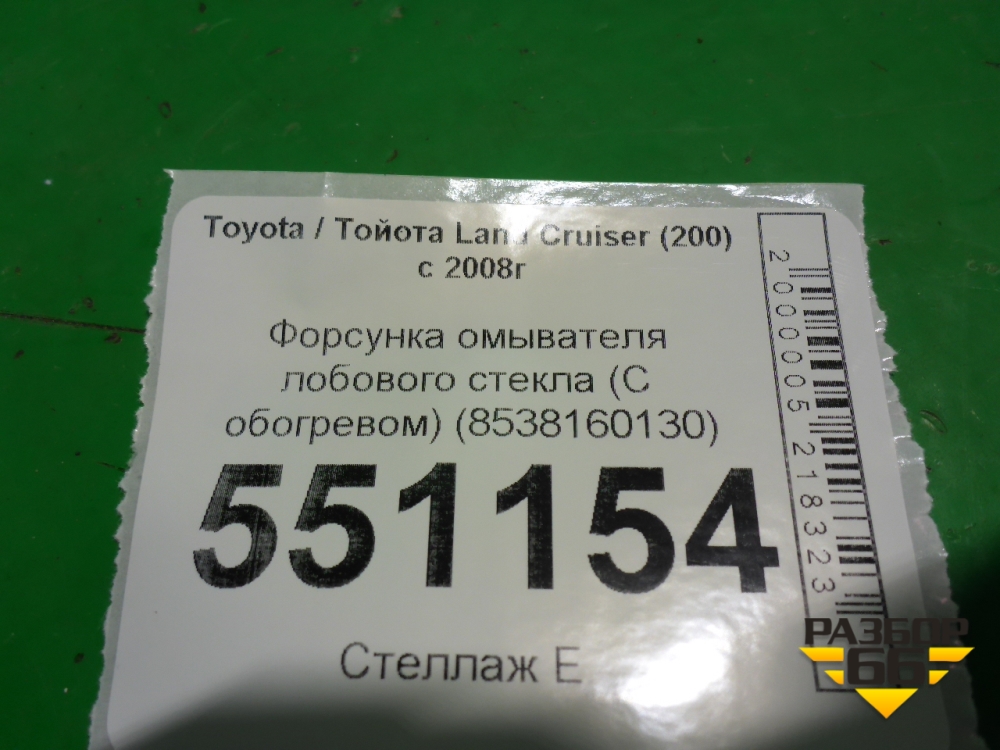 Toyota / Тойота Land Cruiser (200)
с 2008г
Форсунка омывателя
лобового стекла (С
обогревом) (8538160130)
551154
Стеллаж Е
2000005218323
РАЗБОР
66